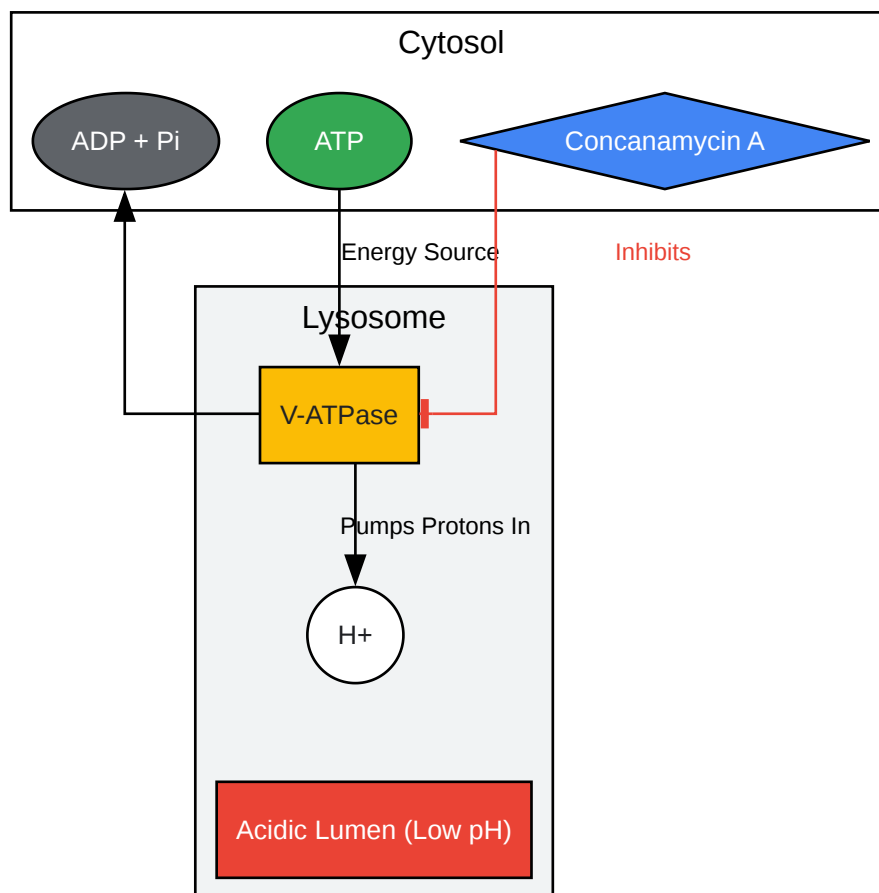 Cytosol
ADP + Pi
ATP
Concanamycin A
Energy Source
Inhibits
Lysosome
V-ATPase
Pumps Protons In
H+
Acidic Lumen (Low pH)